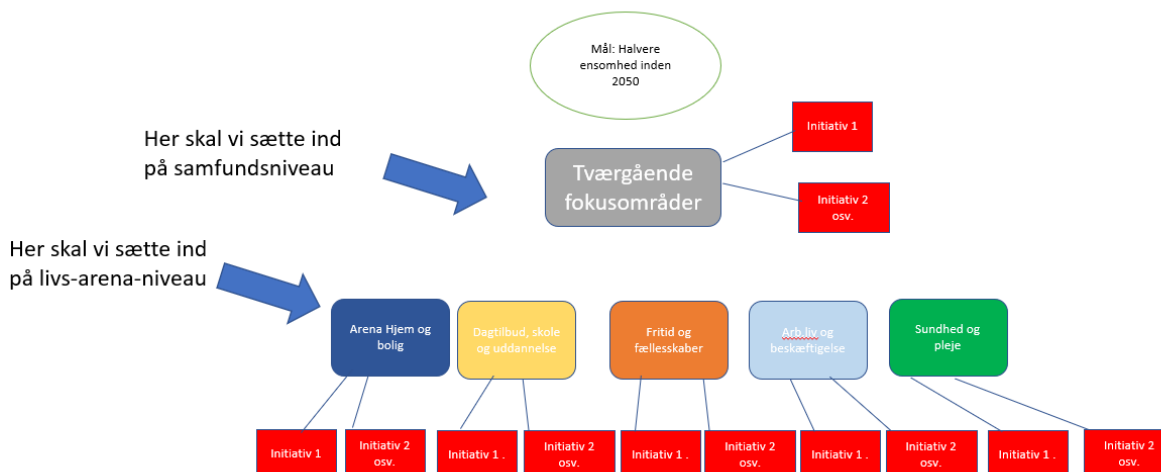 Mål: Halvere
ensomhed inden
2050
Her skal vi sætte ind
på samfundsniveau
Initiativ 1
Tværgående
fokusområder
Initiativ 2
osv.
Her skal vi sætte ind
på livs-arena-niveau
Arena Hjem og
bolig
Dagtilbud, skole
og uddannelse
Fritid og
fællesskaber
Arb.liv og
beskæftigelse
Sundhed og
pleje
Initiativ 1
Initiativ 2
osv.
Initiativ 1 .
Initiativ 2
osv.
Initiativ 1 .
Initiativ 2
osv.
Initiativ 1 .
Initiativ 2
osv.
Initiativ 1 .
Initiativ 2
osv.